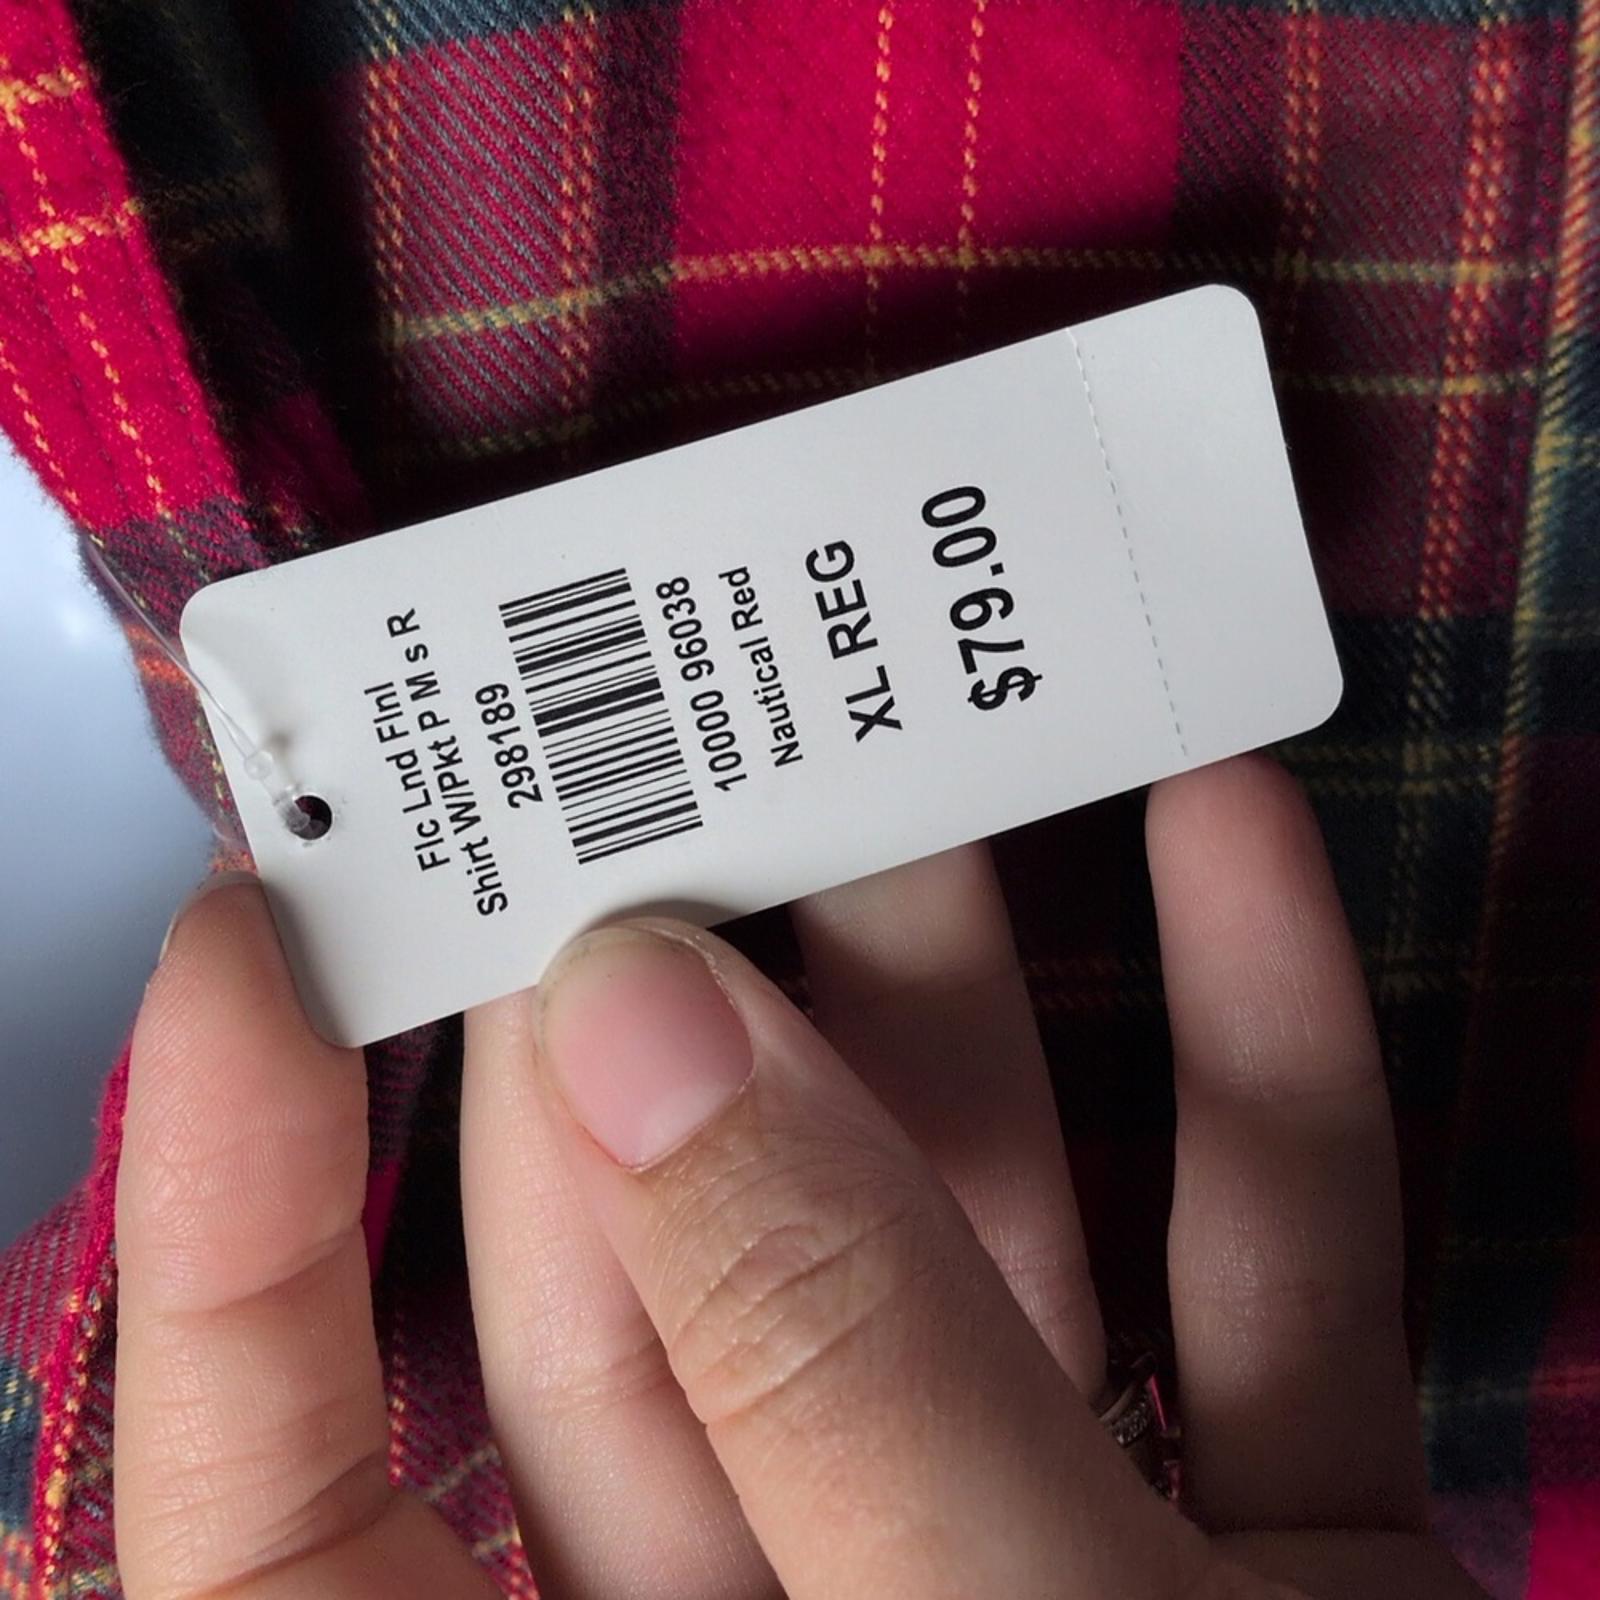 Flc Lnd Flnl
Shirt W/Pkt P M s R
298189
10000 96038
Nautical Red
XL REG
$79.00